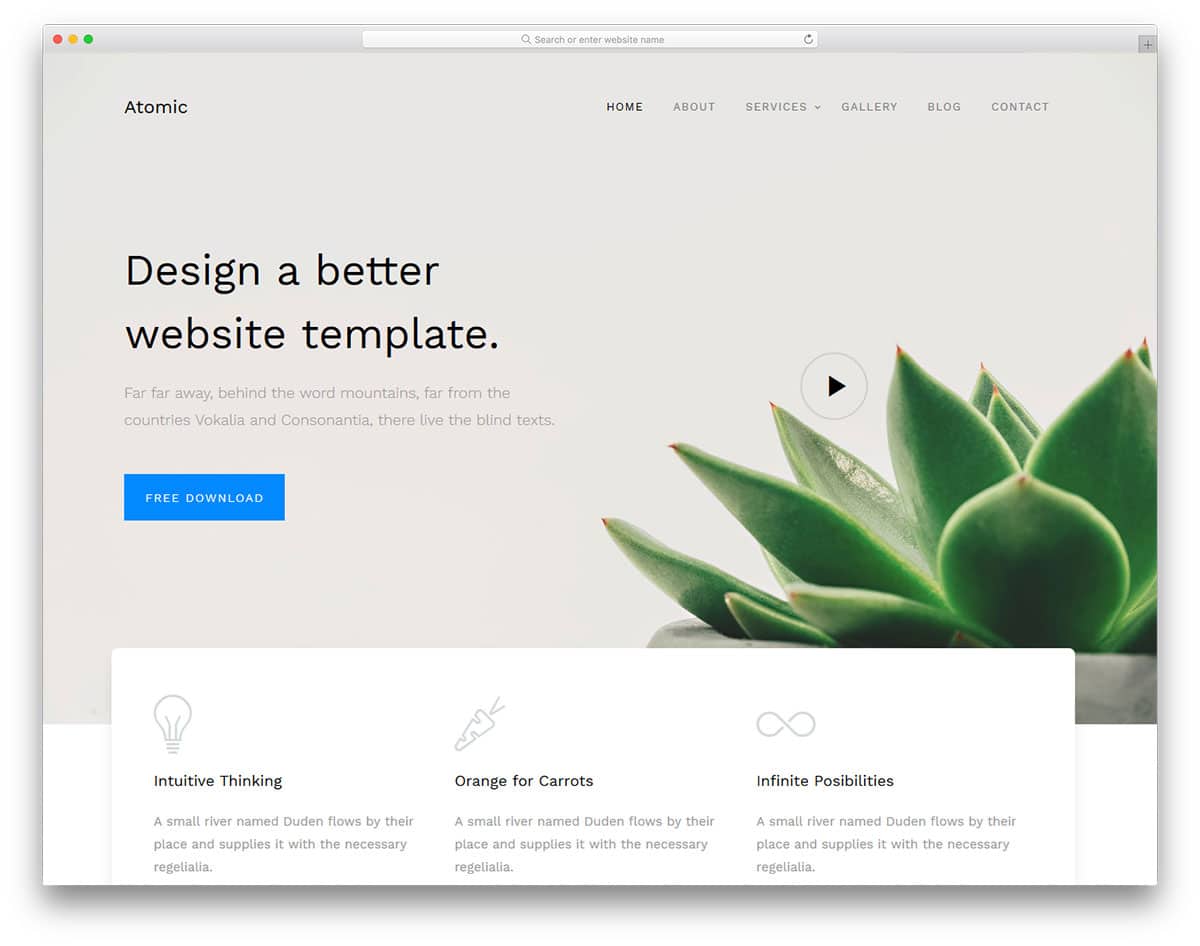 Search or enter website name
Atomic
HOME ABOUT SERVICES GALLERY BLOG CONTACT
Design a better
website template.
Far far away, behind the word mountains, far from the
countries Vokalia and Consonantia, there live the blind texts.
FREE DOWNLOAD
Intuitive Thinking
A small river named Duden flows by their
place and supplies it with the necessary
regelialia.
Orange for Carrots
A small river named Duden flows by their
place and supplies it with the necessary
regelialia.
Infinite Posibilities
A small river named Duden flows by their
place and supplies it with the necessary
regelialia.